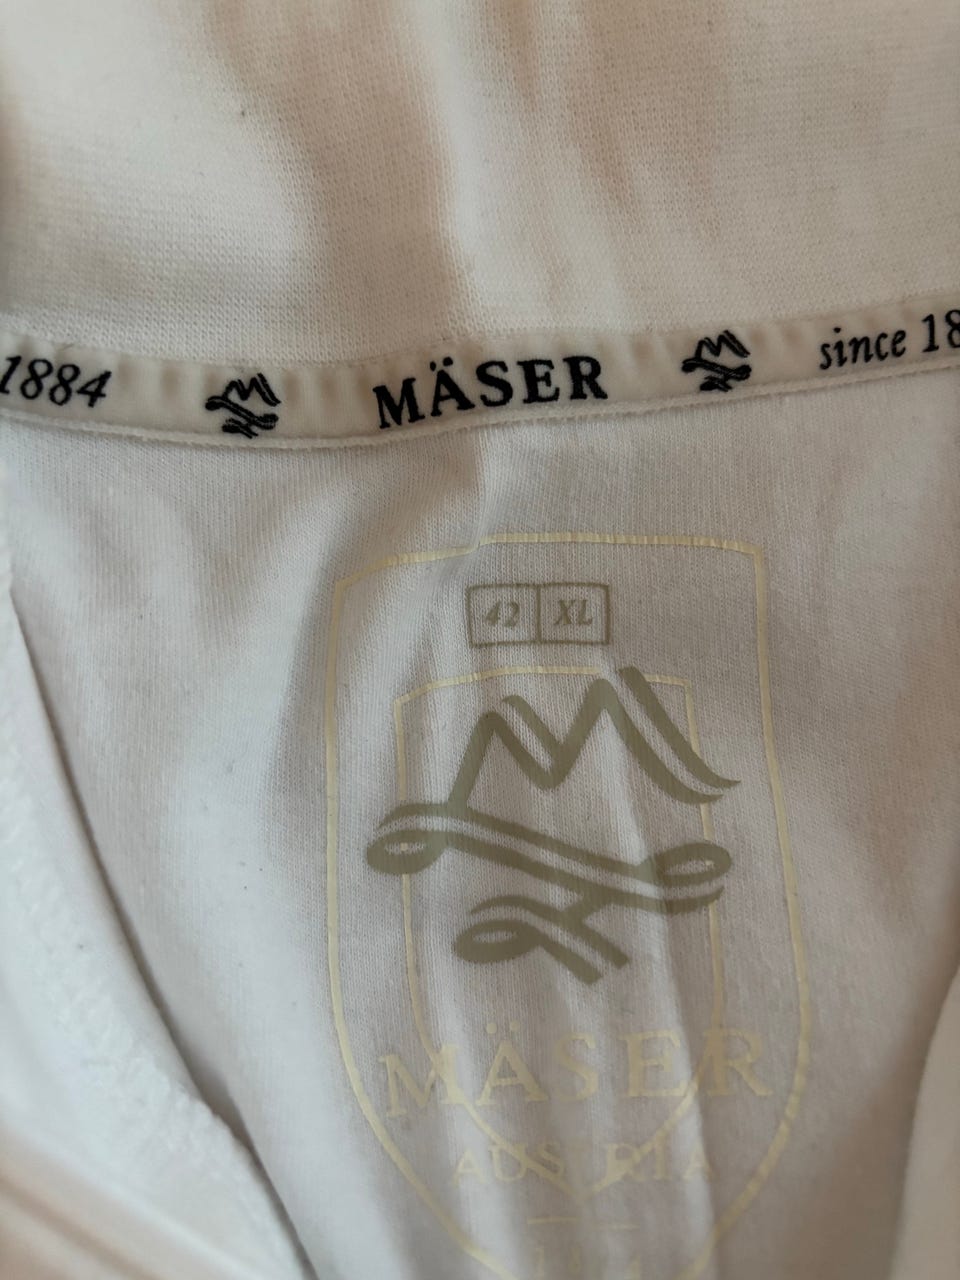 1884 MÄSER since 18
42 XL
MÄSER
AUSTRIA